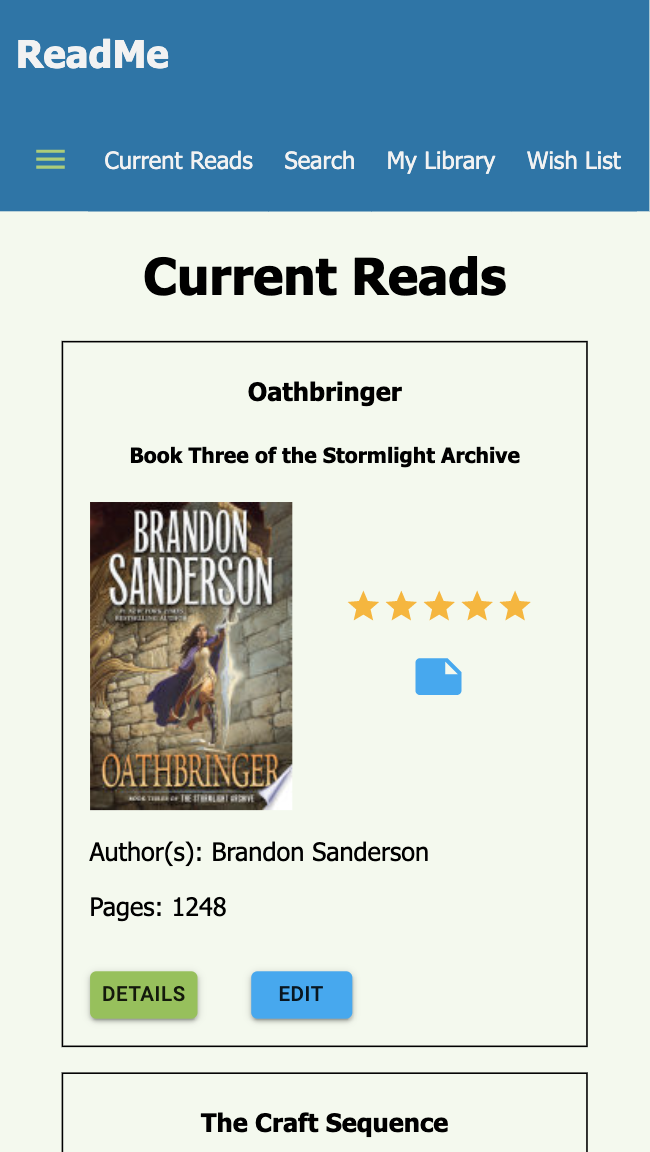 ReadMe
Current Reads Search My Library Wish List
Current Reads
Oathbringer
Book Three of the Stormlight Archive
BRANDON
SANDERSON
#1 NEW YORK TIMES
BESTSELLING AUTHOR
OATHBRINGER
BOOK THREE OF THE STORMLIGHT ARCHIVE
Author(s): Brandon Sanderson
Pages: 1248
DETAILS EDIT
The Craft Sequence